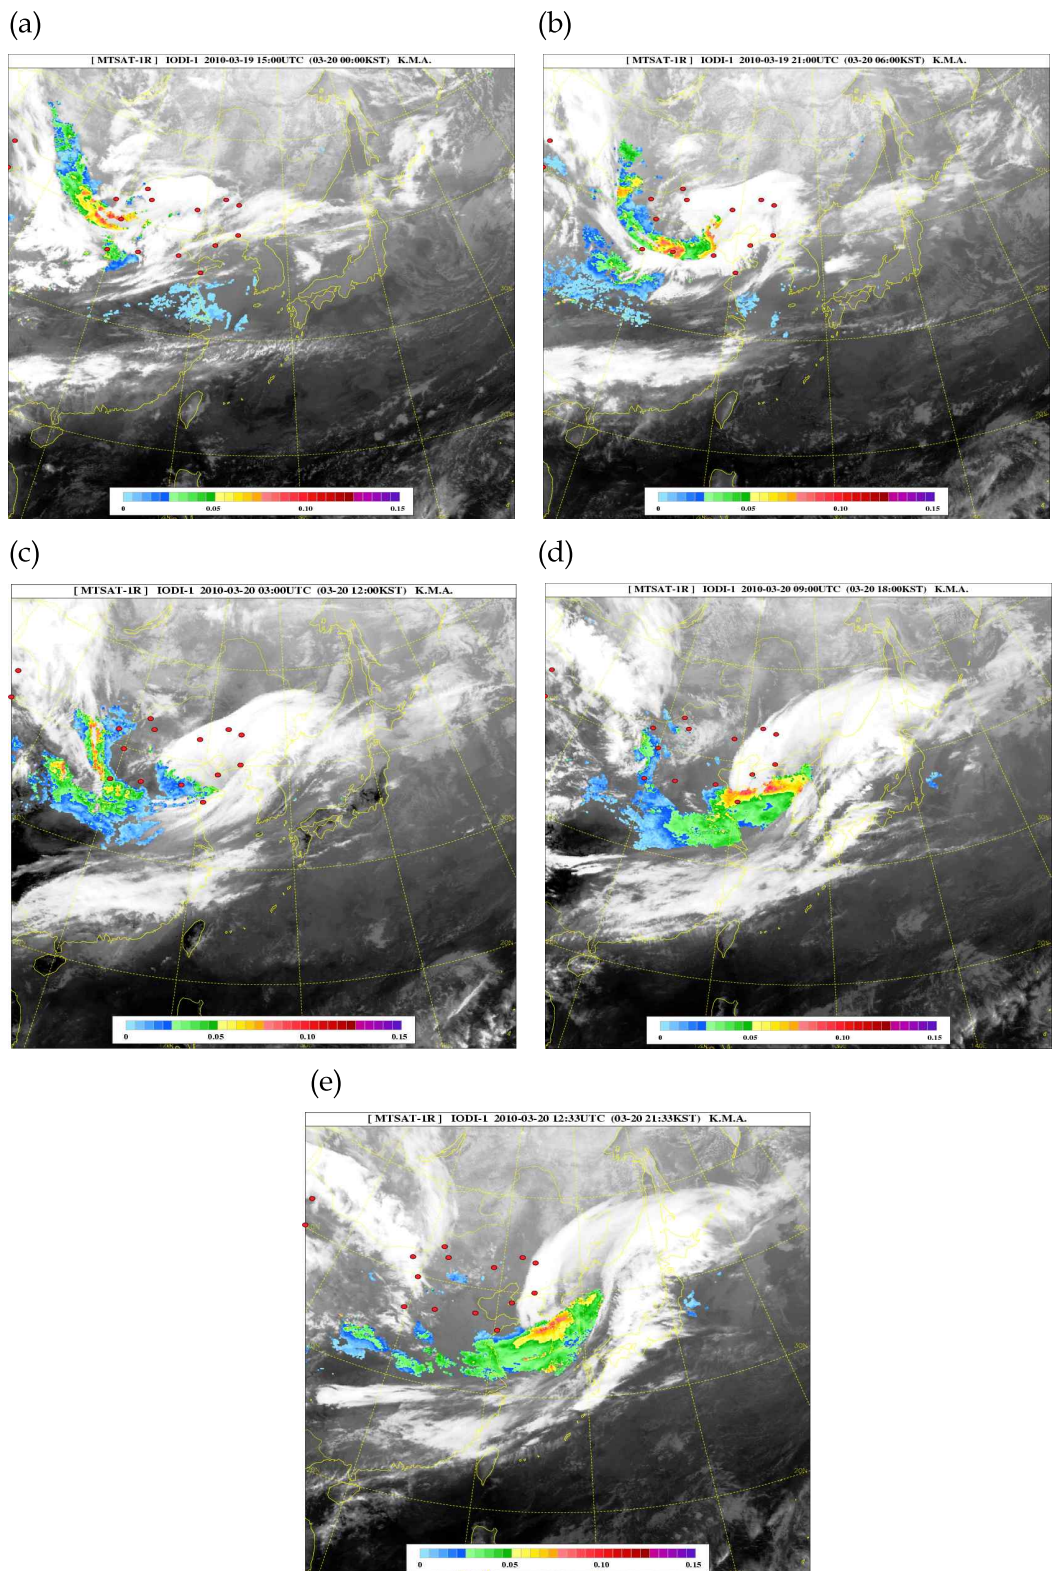 (a)
(b)
[ MTSAT-1R ] IODI-1 2010-03-19 15:00UTC (03-20 00:00KST) K.M.A.
[ MTSAT-1R ] IODI-1 2010-03-19 21:00UTC (03-20 06:00KST) K.M.A.
0 0.05 0.10 0.15
0 0.05 0.10 0.15
(c)
(d)
[ MTSAT-1R ] IODI-1 2010-03-20 03:00UTC (03-20 12:00KST) K.M.A.
[ MTSAT-1R ] IODI-1 2010-03-20 09:00UTC (03-20 18:00KST) K.M.A.
0 0.05 0.10 0.15
0 0.05 0.10 0.15
(e)
[ MTSAT-1R ] IODI-1 2010-03-20 12:33UTC (03-20 21:33KST) K.M.A.
0 0.05 0.10 0.15